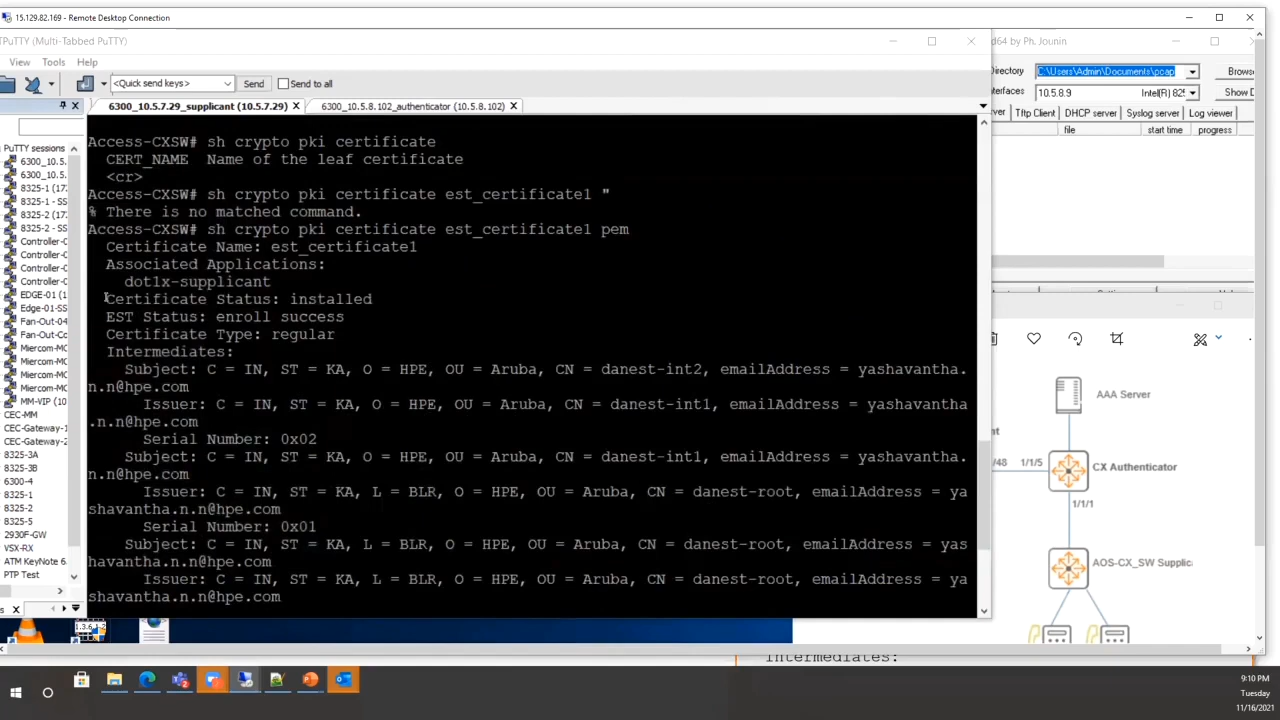 15.129.82.169 - Remote Desktop Connection
PuTTY (Multi-Tabbed PuTTY)
d64 by Ph. Jounin
View Tools Help
<Quick send keys> Send Send to all
irectory C:\Users\Admin\Documents\pcap Browse
nterfaces 10.5.8.9 Intel(R) 825
6300_10.5.7.29_supplicant (10.5.7.29) 6300_10.5.8.102_authenticator (10.5.8.102)
ver Tftp Client DHCP server Syslog server Log viewer
file start time progress
PuTTY sessions
6300_10.5.
6300_10.5.
8325-1 (17
8325-1 - SS
8325-2 (17
8325-2 - SS
Controller-C
Controller-C
Controller-C
Controller-C
EDGE-01 (1
Edge-01-SS
Fan-Out-04
Fan-Out-Co
Miercom-MC
Miercom-MC
Miercom-MC
Miercom-MC
MM-VIP (10
CEC-MM
CEC-Gateway-1
CEC-Gateway-2
8325-3A
8325-3B
6300-4
8325-1
8325-2
8325-5
2930F-GW
VSX-RX
ATM KeyNote 6
PTP Test
Access-CXSW# sh crypto pki certificate
CERT_NAME Name of the leaf certificate
<cr>
Access-CXSW# sh crypto pki certificate est_certificate1 "
% There is no matched command.
Access-CXSW# sh crypto pki certificate est_certificate1 pem
Certificate Name: est_certificate1
Associated Applications:
dot1x-supplicant
Certificate Status: installed
EST Status: enroll success
Certificate Type: regular
Intermediates:
Subject: C = IN, ST = KA, O = HPE, OU = Aruba, CN = danest-int2, emailAddress = yashavantha.
n.n@hpe.com
Issuer: C = IN, ST = KA, O = HPE, OU = Aruba, CN = danest-int1, emailAddress = yashavantha
.n.n@hpe.com
Serial Number: 0x02
Subject: C = IN, ST = KA, O = HPE, OU = Aruba, CN = danest-int1, emailAddress = yashavantha.
n.n@hpe.com
Issuer: C = IN, ST = KA, L = BLR, O = HPE, OU = Aruba, CN = danest-root, emailAddress = ya
shavantha.n.n@hpe.com
Serial Number: 0x01
Subject: C = IN, ST = KA, L = BLR, O = HPE, OU = Aruba, CN = danest-root, emailAddress = yas
havantha.n.n@hpe.com
Issuer: C = IN, ST = KA, L = BLR, O = HPE, OU = Aruba, CN = danest-root, emailAddress = ya
shavantha.n.n@hpe.com
AAA Server
nt
/48 1/1/5
CX Authenticator
1/1/1
AOS-CX_SW Supplica
Intermediates:
9:10 PM
Tuesday
11/16/2021